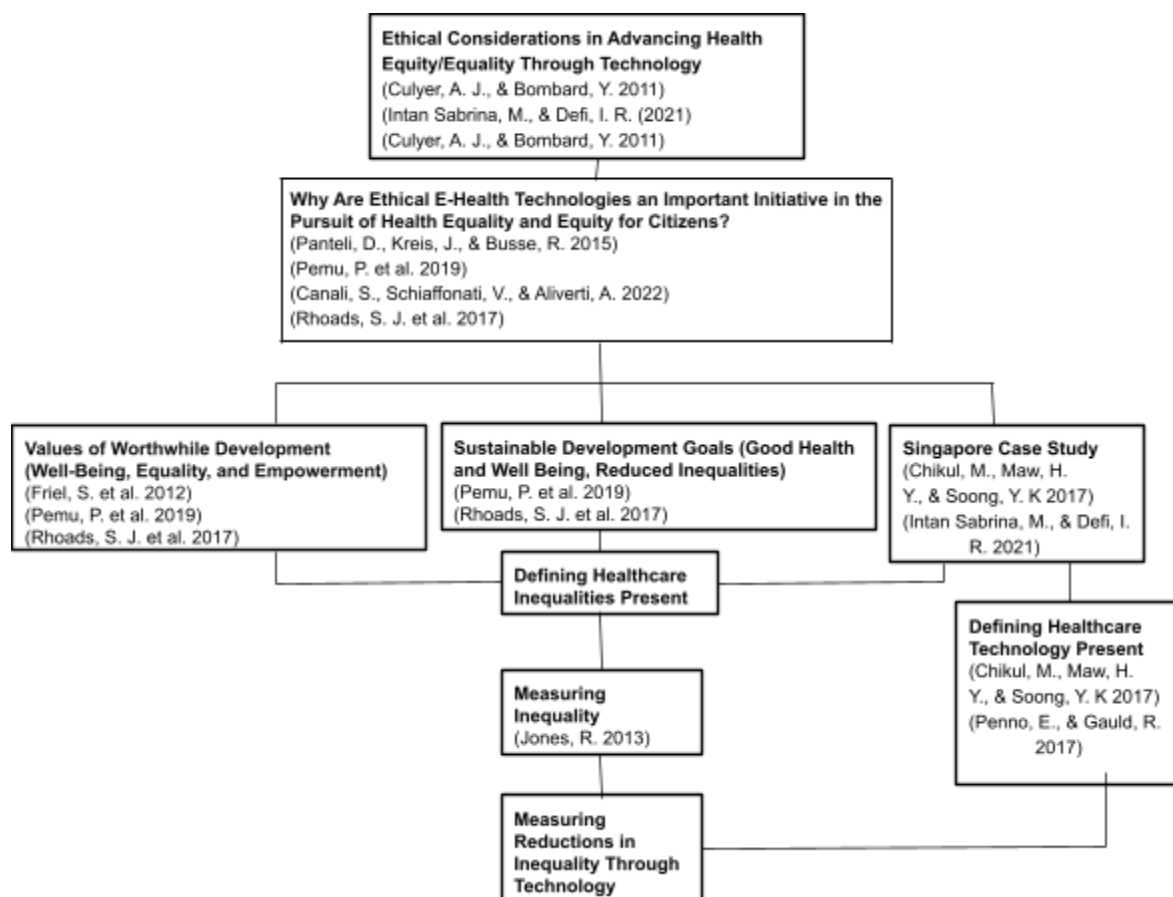 Ethical Considerations in Advancing Health
Equity/Equality Through Technology
(Culyer, A. J., & Bombard, Y. 2011)
(Intan Sabrina, M., & Defi, I. R. (2021)
(Culyer, A. J., & Bombard, Y. 2011)
Why Are Ethical E-Health Technologies an Important Initiative in the
Pursuit of Health Equality and Equity for Citizens?
(Panteli, D., Kreis, J., & Busse, R. 2015)
(Pemu, P. et al. 2019)
(Canali, S., Schiaffonati, V., & Aliverti, A. 2022)
(Rhoads, S. J. et al. 2017)
Values of Worthwhile Development
(Well-Being, Equality, and Empowerment)
(Friel, S. et al. 2012)
(Pemu, P. et al. 2019)
(Rhoads, S. J. et al. 2017)
Sustainable Development Goals (Good Health
and Well Being, Reduced Inequalities)
(Pemu, P. et al. 2019)
(Rhoads, S. J. et al. 2017)
Singapore Case Study
(Chikul, M., Maw, H.
Y., & Soong, Y. K 2017)
(Intan Sabrina, M., & Defi, I.
R. 2021)
Defining Healthcare
Inequalities Present
Defining Healthcare
Technology Present
(Chikul, M., Maw, H.
Y., & Soong, Y. K 2017)
(Penno, E., & Gauld, R.
2017)
Measuring
Inequality
(Jones, R. 2013)
Measuring
Reductions in
Inequality Through
Technology